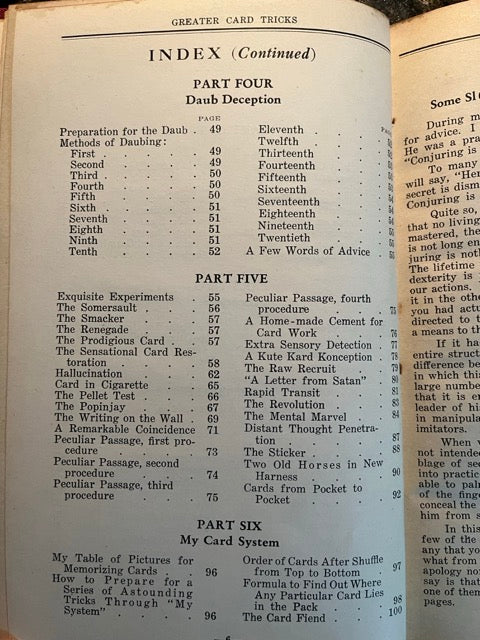 GREATER CARD TRICKS
INDEX (Continued)
PART FOUR
Daub Deception
PAGE
Preparation for the Daub . 49
Methods of Daubing:
First . . . . . 49
Second . . . . 49
Third . . . . . 50
Fourth . . . . 50
Fifth . . . . . 50
Sixth . . . . . 51
Seventh . . . . 51
Eighth . . . . 51
Ninth . . . . . 51
Tenth . . . . . 52
Eleventh . . . .
Twelfth . . . .
Thirteenth . . .
Fourteenth . . .
Fifteenth . . .
Sixteenth . . .
Seventeenth . . .
Eighteenth . . .
Nineteenth . . .
Twentieth . . .
A Few Words of Advice .
PART FIVE
Exquisite Experiments . 55
The Somersault . . . 56
The Smacker . . . 57
The Renegade . . . 57
The Prodigious Card . . 57
The Sensational Card Res-
toration . . . . 58
Hallucination . . . 62
Card in Cigarette . . 65
The Pellet Test . . . 66
The Popinjay . . . 67
The Writing on the Wall . 69
A Remarkable Coincidence 71
Peculiar Passage, first pro-
cedure . . . . 73
Peculiar Passage, second
procedure . . . . 74
Peculiar Passage, third
procedure . . . . 75
Peculiar Passage, fourth
procedure . . . . 75
A Home-made Cement for
Card Work . . . 76
Extra Sensory Detection . 77
A Kute Kard Konception . 78
The Raw Recruit . . 79
"A Letter from Satan" . 80
Rapid Transit . . . 81
The Revolution . . . 83
The Mental Marvel . . 84
Distant Thought Penetra-
tion . . . . . 87
The Sticker . . . . 88
Two Old Horses in New
Harness . . . . 90
Cards from Pocket to
Pocket . . . . 92
PART SIX
My Card System
My Table of Pictures for
Memorizing Cards . . 96
How to Prepare for a
Series of Astounding
Tricks Through "My
System" . . . . 96
Order of Cards After Shuffle
from Top to Bottom . 97
Formula to Find Out Where
Any Particular Card Lies
in the Pack . . . 98
The Card Fiend . . . 100
6
Some Sl
During m
for advice. I
He was a pra
"Conjuring is
To many
will say, "Her
secret is dism
Conjuring is
Quite so,
that no living
mastered, the
is not long en
juring is noth
The lifetime
dexterity is
our actions.
it in the othe
you had actu
directed to t
a means to th
If it ha
entire struct
difference be
in which this
large numbe
that it is en
leader of his
in manipula
imitators.
When
not intended
blage of sec
into practic
able to paln
of the finge
conceal the
him from s
In this
few of the
any that yo
what from
apology no
say is that
one of them
pages.